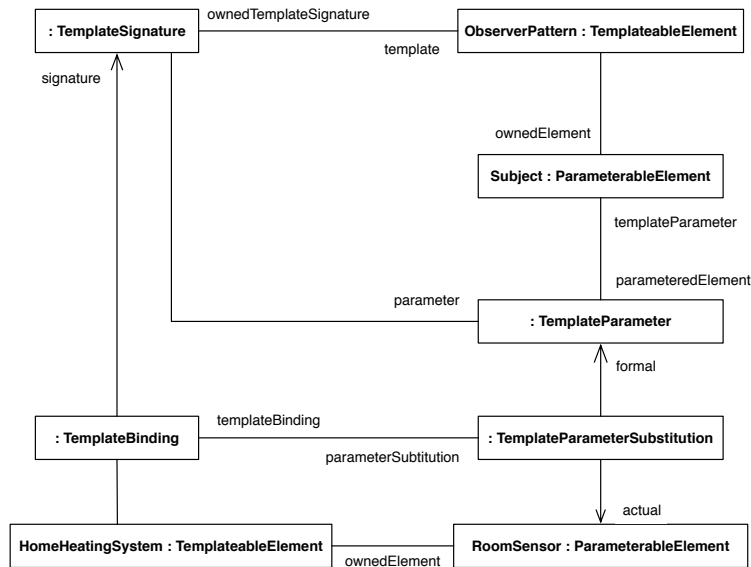 ownedTemplateSignature
: TemplateSignature
ObserverPattern : TemplateableElement
template
signature
ownedElement
Subject : ParameterableElement
templateParameter
parameteredElement
parameter
: TemplateParameter
formal
templateBinding
: TemplateBinding
: TemplateParameterSubstitution
parameterSubtitution
actual
HomeHeatingSystem : TemplateableElement
RoomSensor : ParameterableElement
ownedElement